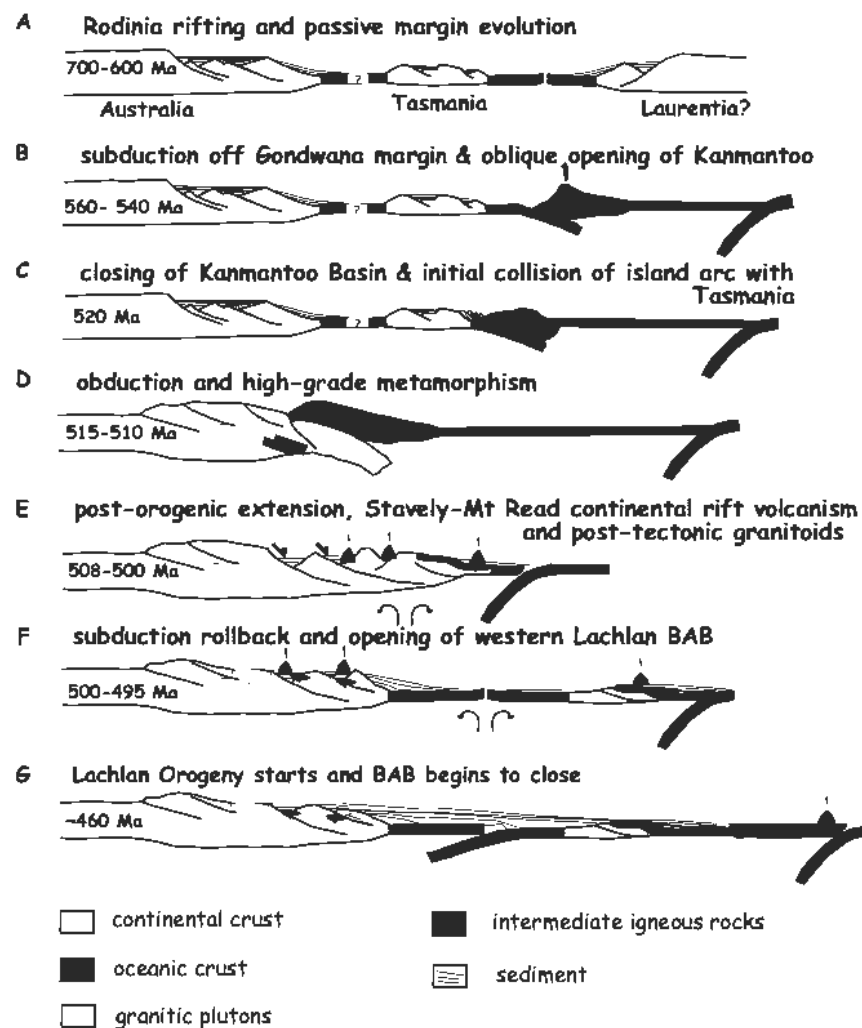 A Rodinia rifting and passive margin evolution
700-600 Ma
?
Australia
Tasmania
Laurentia?
B subduction off Gondwana margin & oblique opening of Kanmantoo
560- 540 Ma
?
C closing of Kanmantoo Basin & initial collision of island arc with
Tasmania
520 Ma
?
D obduction and high-grade metamorphism
515-510 Ma
E post-orogenic extension, Stavely-Mt Read continental rift volcanism
and post-tectonic granitoids
508-500 Ma
F subduction rollback and opening of western Lachlan BAB
500-495 Ma
G Lachlan Orogeny starts and BAB begins to close
~460 Ma
continental crust
intermediate igneous rocks
oceanic crust
sediment
granitic plutons